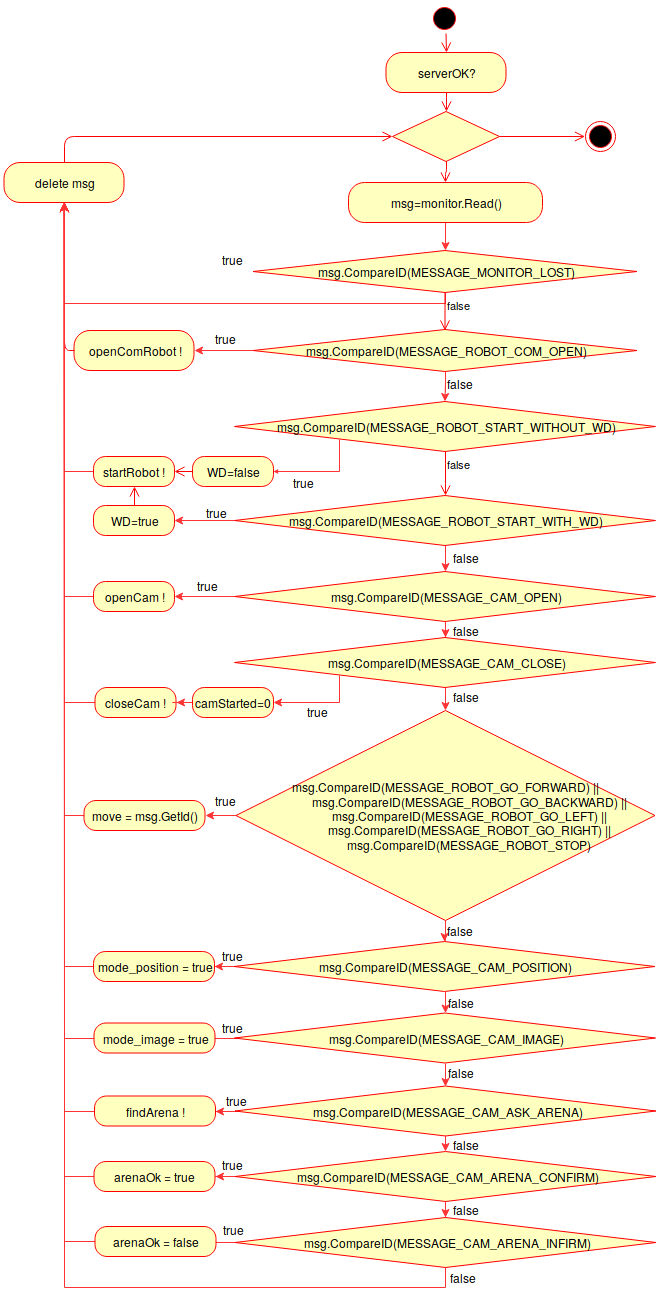 serverOK?
delete msg
msg=monitor.Read()
true
msg.CompareID(MESSAGE_MONITOR_LOST)
false
true
openComRobot !
msg.CompareID(MESSAGE_ROBOT_COM_OPEN)
false
msg.CompareID(MESSAGE_ROBOT_START_WITHOUT_WD)
startRobot !
WD=false
true
false
WD=true
true
msg.CompareID(MESSAGE_ROBOT_START_WITH_WD)
false
openCam !
true
msg.CompareID(MESSAGE_CAM_OPEN)
false
msg.CompareID(MESSAGE_CAM_CLOSE)
closeCam !
camStarted=0
true
false
msg.CompareID(MESSAGE_ROBOT_GO_FORWARD) ||
msg.CompareID(MESSAGE_ROBOT_GO_BACKWARD) ||
msg.CompareID(MESSAGE_ROBOT_GO_LEFT) ||
msg.CompareID(MESSAGE_ROBOT_GO_RIGHT) ||
msg.CompareID(MESSAGE_ROBOT_STOP)
true
move = msg.GetId()
false
true
mode_position = true
msg.CompareID(MESSAGE_CAM_POSITION)
false
true
mode_image = true
msg.CompareID(MESSAGE_CAM_IMAGE)
false
true
findArena !
msg.CompareID(MESSAGE_CAM_ASK_ARENA)
false
true
arenaOk = true
msg.CompareID(MESSAGE_CAM_ARENA_CONFIRM)
false
true
arenaOk = false
msg.CompareID(MESSAGE_CAM_ARENA_INFIRM)
false